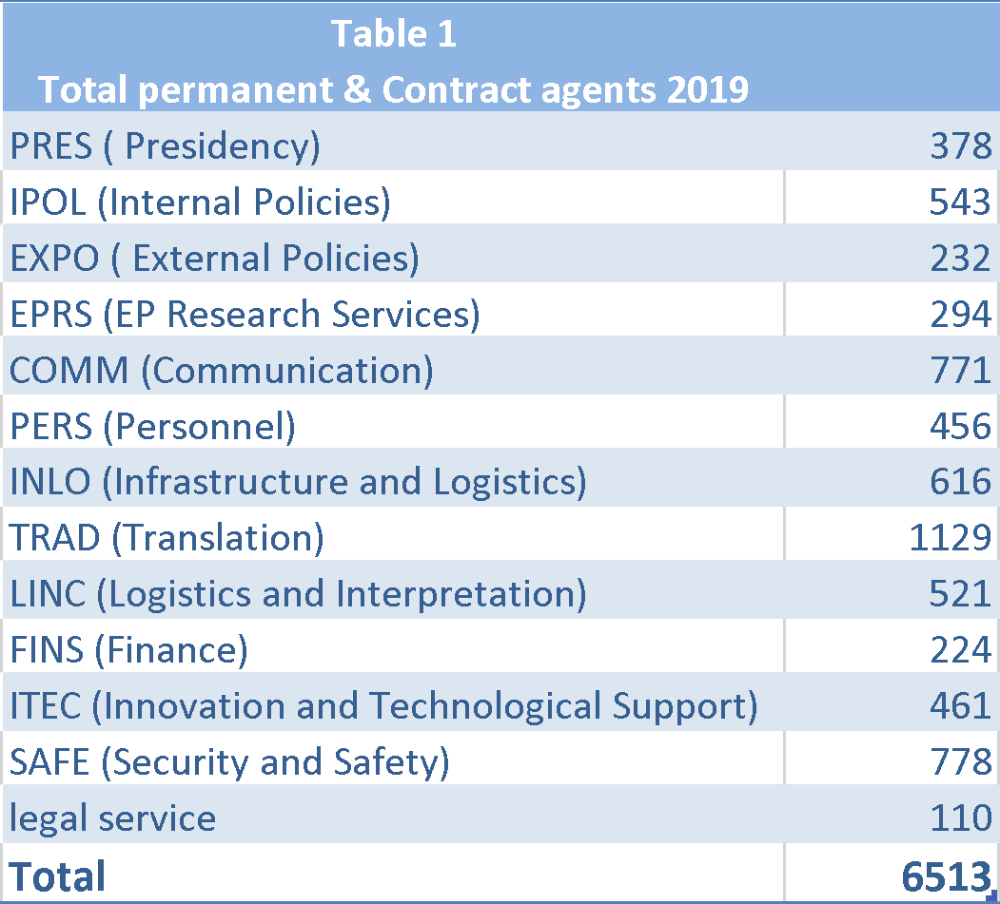 Table 1
Total permanent & Contract agents 2019
PRES ( Presidency) 378
IPOL (Internal Policies) 543
EXPO ( External Policies) 232
EPRS (EP Research Services) 294
COMM (Communication) 771
PERS (Personnel) 456
INLO (Infrastructure and Logistics) 616
TRAD (Translation) 1129
LINC (Logistics and Interpretation) 521
FINS (Finance) 224
ITEC (Innovation and Technological Support) 461
SAFE (Security and Safety) 778
legal service 110
Total 6513